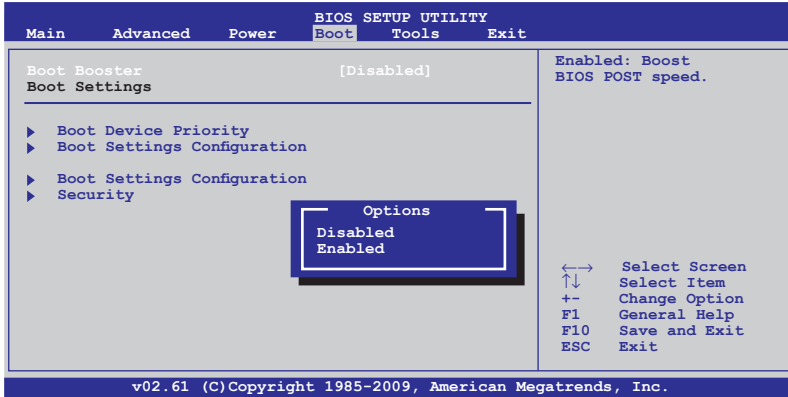 BIOS SETUP UTILITY
Main Advanced Power Boot Tools Exit
Boot Booster [Disabled]
Boot Settings
Boot Device Priority
Boot Settings Configuration
Boot Settings Configuration
Security
Options
Disabled
Enabled
Enabled: Boost
BIOS POST speed.
←→ Select Screen
↑↓ Select Item
+- Change Option
F1 General Help
F10 Save and Exit
ESC Exit
v02.61 (C)Copyright 1985-2009, American Megatrends, Inc.